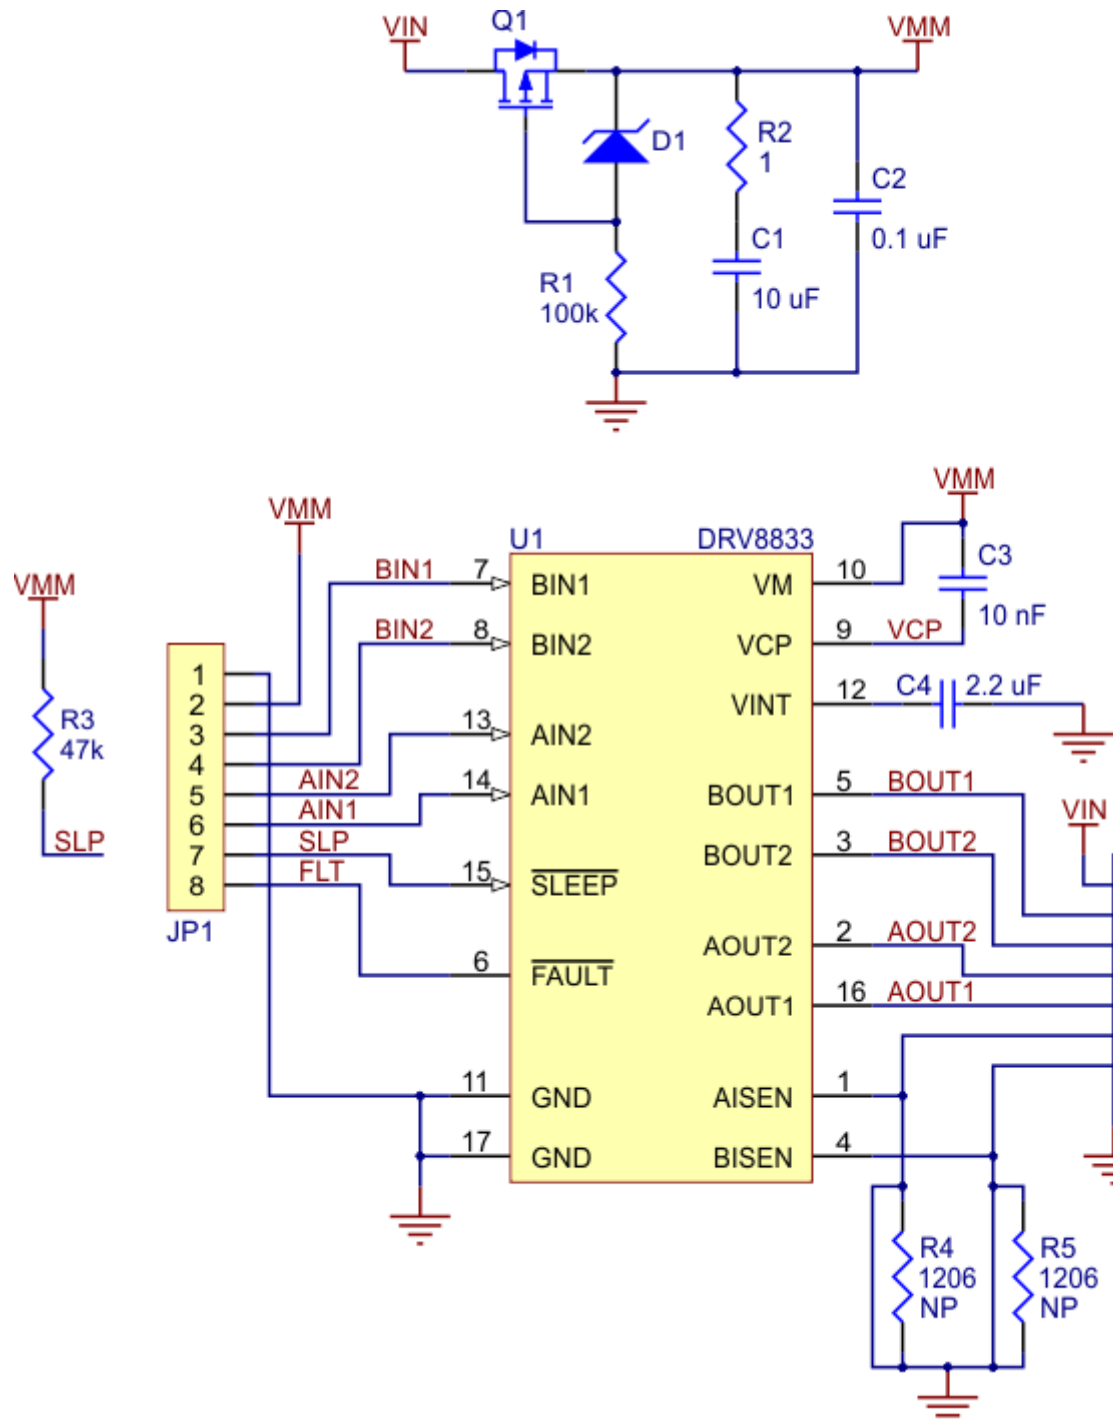 Q1
VIN
VMM
D1
R2
1
C2
0.1 uF
C1
10 uF
R1
100k
VMM
VMM
U1
DRV8833
C3
10 nF
BIN1
7
BIN1
VM
10
VMM
BIN2
8
BIN2
VCP
9
VCP
1
2
3
4
5
6
7
8
JP1
R3
47k
SLP
VINT
12
C4
2.2 uF
13
AIN2
AIN2
14
AIN1
AIN1
SLP
15
SLEEP
FLT
6
FAULT
BOUT1
5
BOUT1
VIN
BOUT2
3
BOUT2
AOUT2
2
AOUT2
AOUT1
16
AOUT1
11
GND
AISEN
1
17
GND
BISEN
4
R4
1206
NP
R5
1206
NP